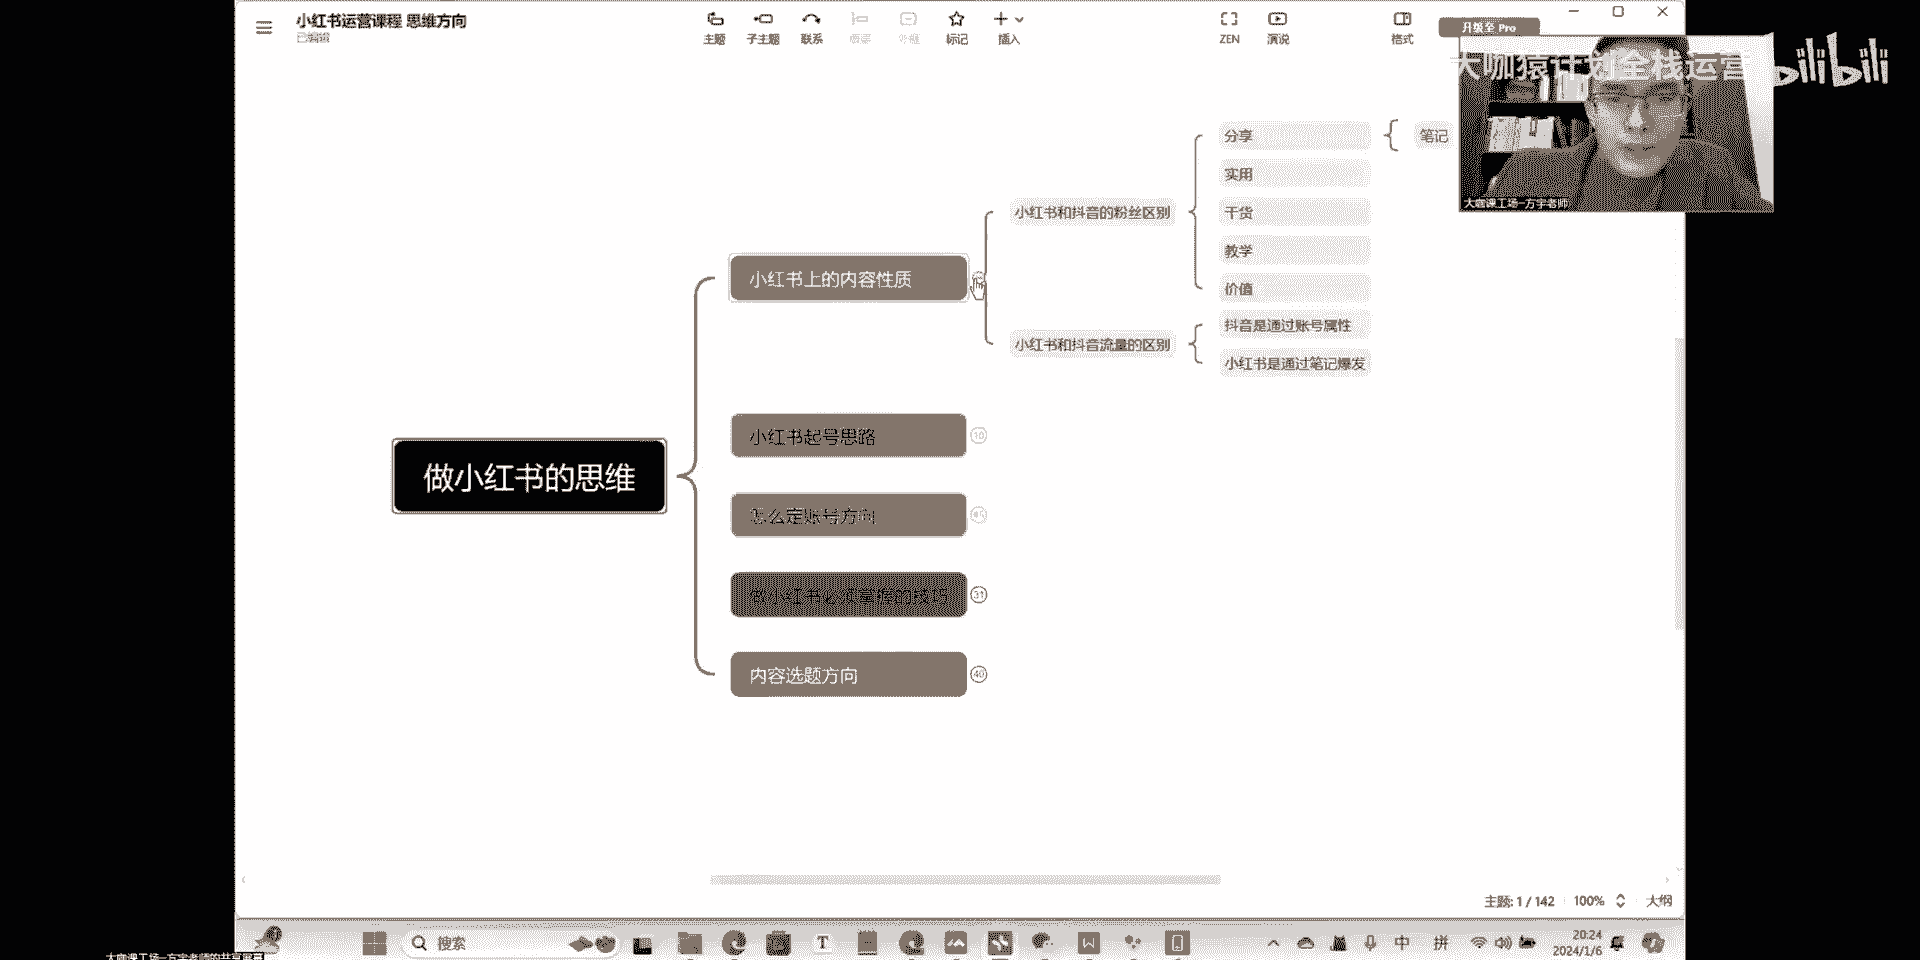 小红书运营课程 思维方向
已编辑
主题
子主题
联系
概要
外框
标记
插入
ZEN
演说
格式
升级至 Pro
大咖猿计划全栈运营
bilibili
大咖课工场-方宇老师
做小红书的思维
小红书上的内容性质
小红书和抖音的粉丝区别
分享
笔记
实用
干货
教学
价值
小红书和抖音流量的区别
抖音是通过账号属性
小红书是通过笔记爆发
小红书起号思路
10
怎么定账号方向
做小红书必须掌握的技巧
31
内容选题方向
40
主题: 1 / 142
100%
大纲
搜索
中
拼
20:24
2024/1/6
大咖课工场-方宇老师的共享屏幕